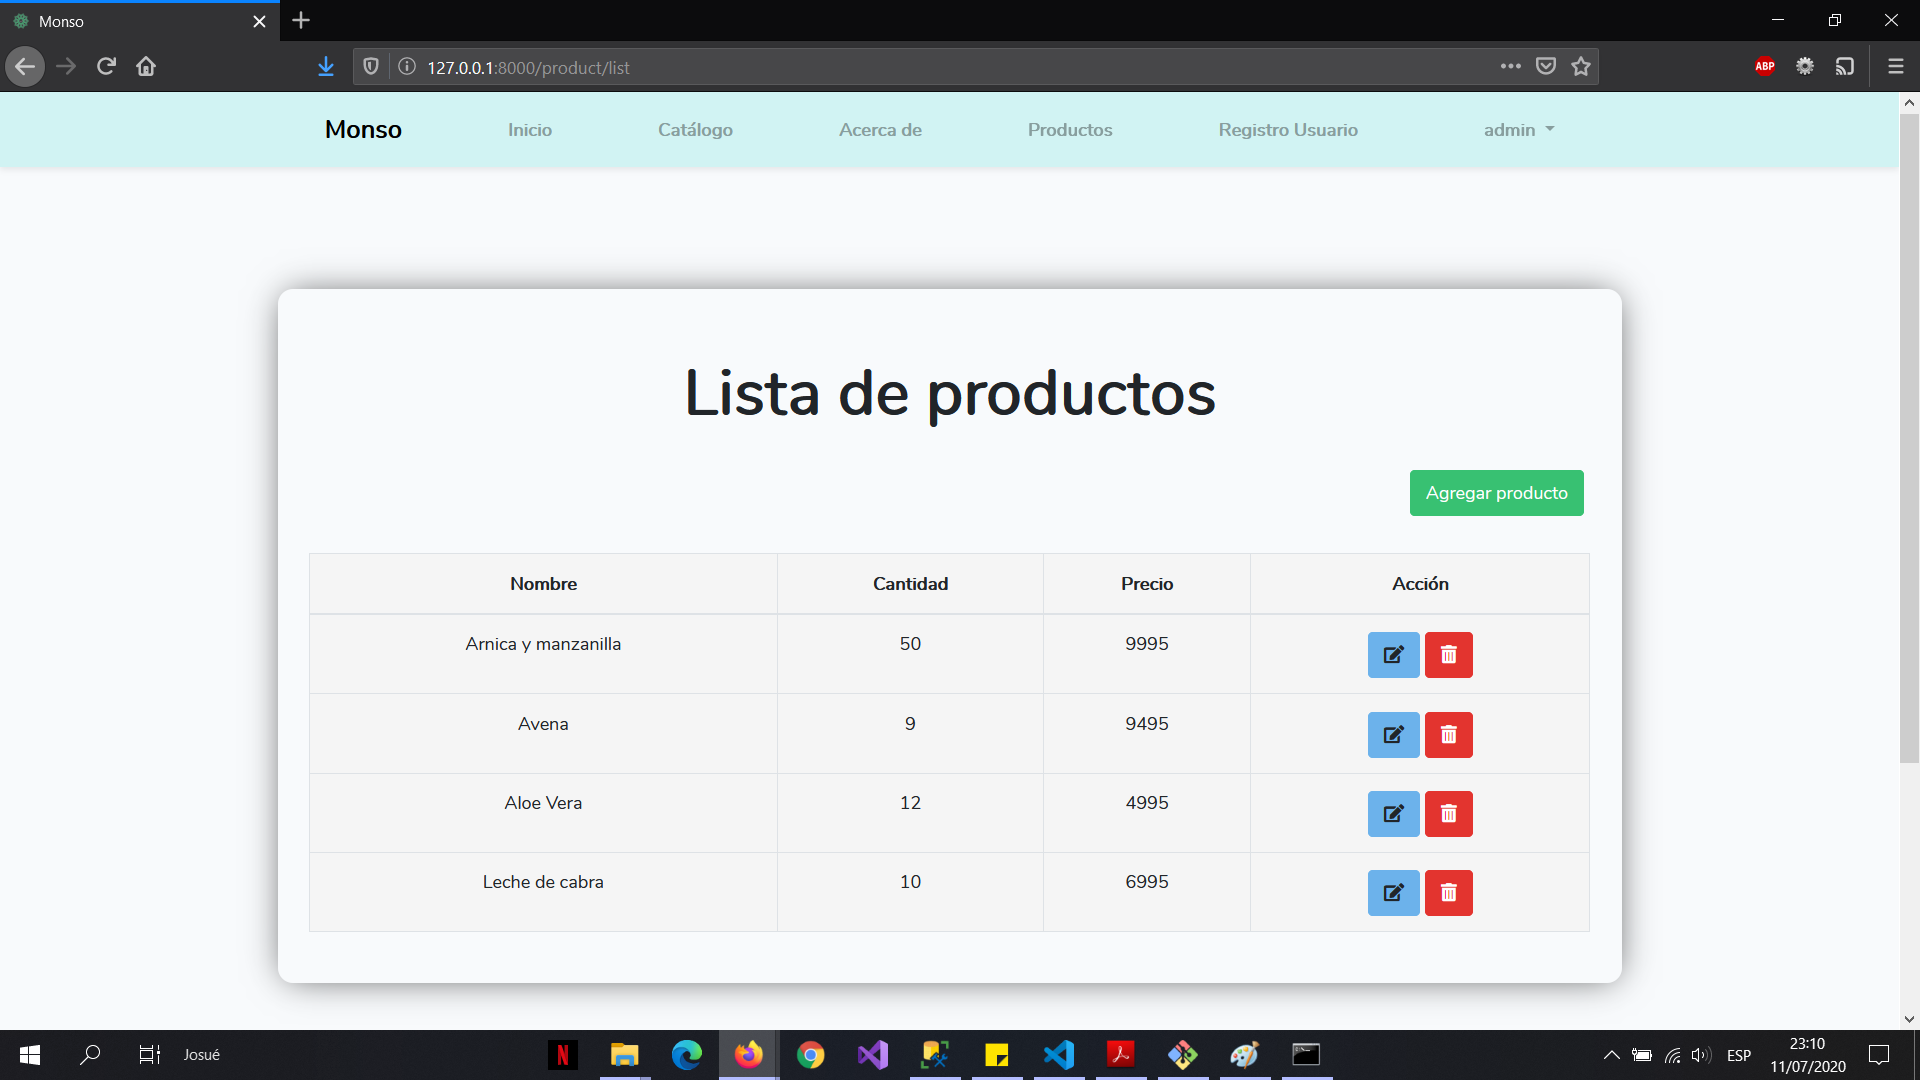 Monso
127.0.0.1:8000/product/list
ABP
Monso Inicio Catálogo Acerca de Productos Registro Usuario admin
Lista de productos
Agregar producto
Nombre Cantidad Precio Acción
Arnica y manzanilla 50 9995
Avena 9 9495
Aloe Vera 12 4995
Leche de cabra 10 6995
Josué
N
ESP
23:10
11/07/2020